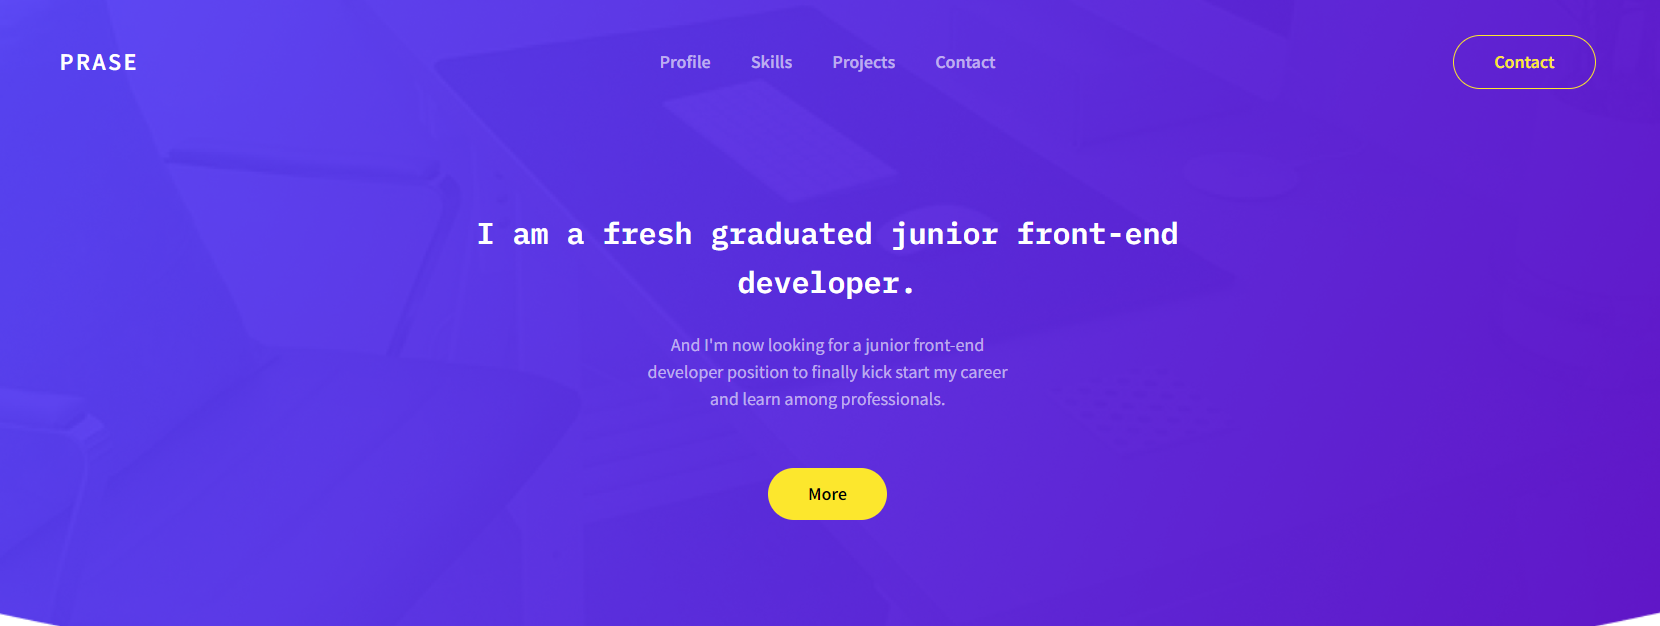 PRASE
Profile Skills Projects Contact
Contact
I am a fresh graduated junior front-end
developer.
And I'm now looking for a junior front-end
developer position to finally kick start my career
and learn among professionals.
More